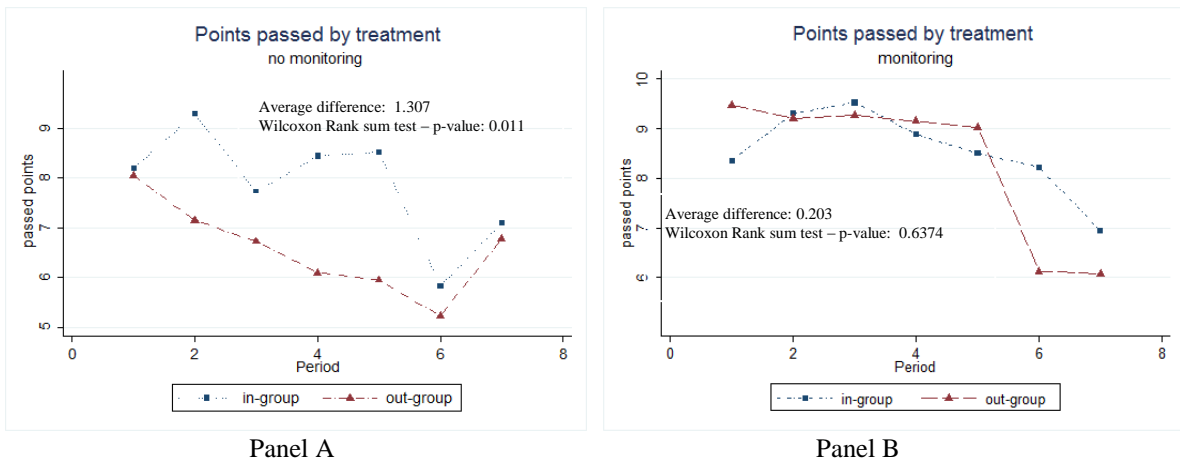 Points passed by treatment
no monitoring
Average difference: 1.307
Wilcoxon Rank sum test – p-value: 0.011
passed points
9
8
7
6
5
0 2 4 6 8
Period
in-group out-group
Panel A
Points passed by treatment
monitoring
10
9
8
7
6
passed points
Average difference: 0.203
Wilcoxon Rank sum test – p-value: 0.6374
0 2 4 6 8
Period
in-group out-group
Panel B